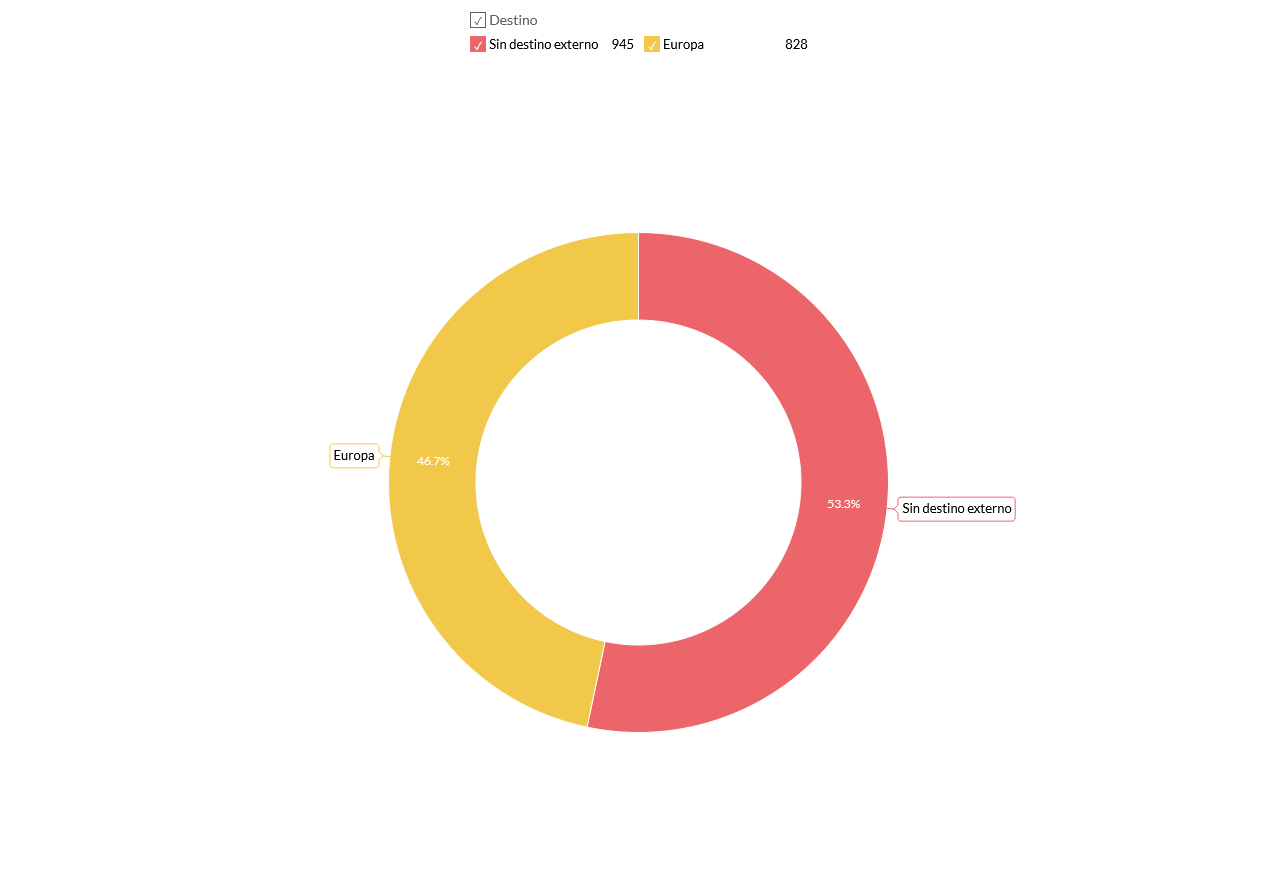 Destino
Sin destino externo 945 Europa 828
Europa
46.7%
53.3%
Sin destino externo